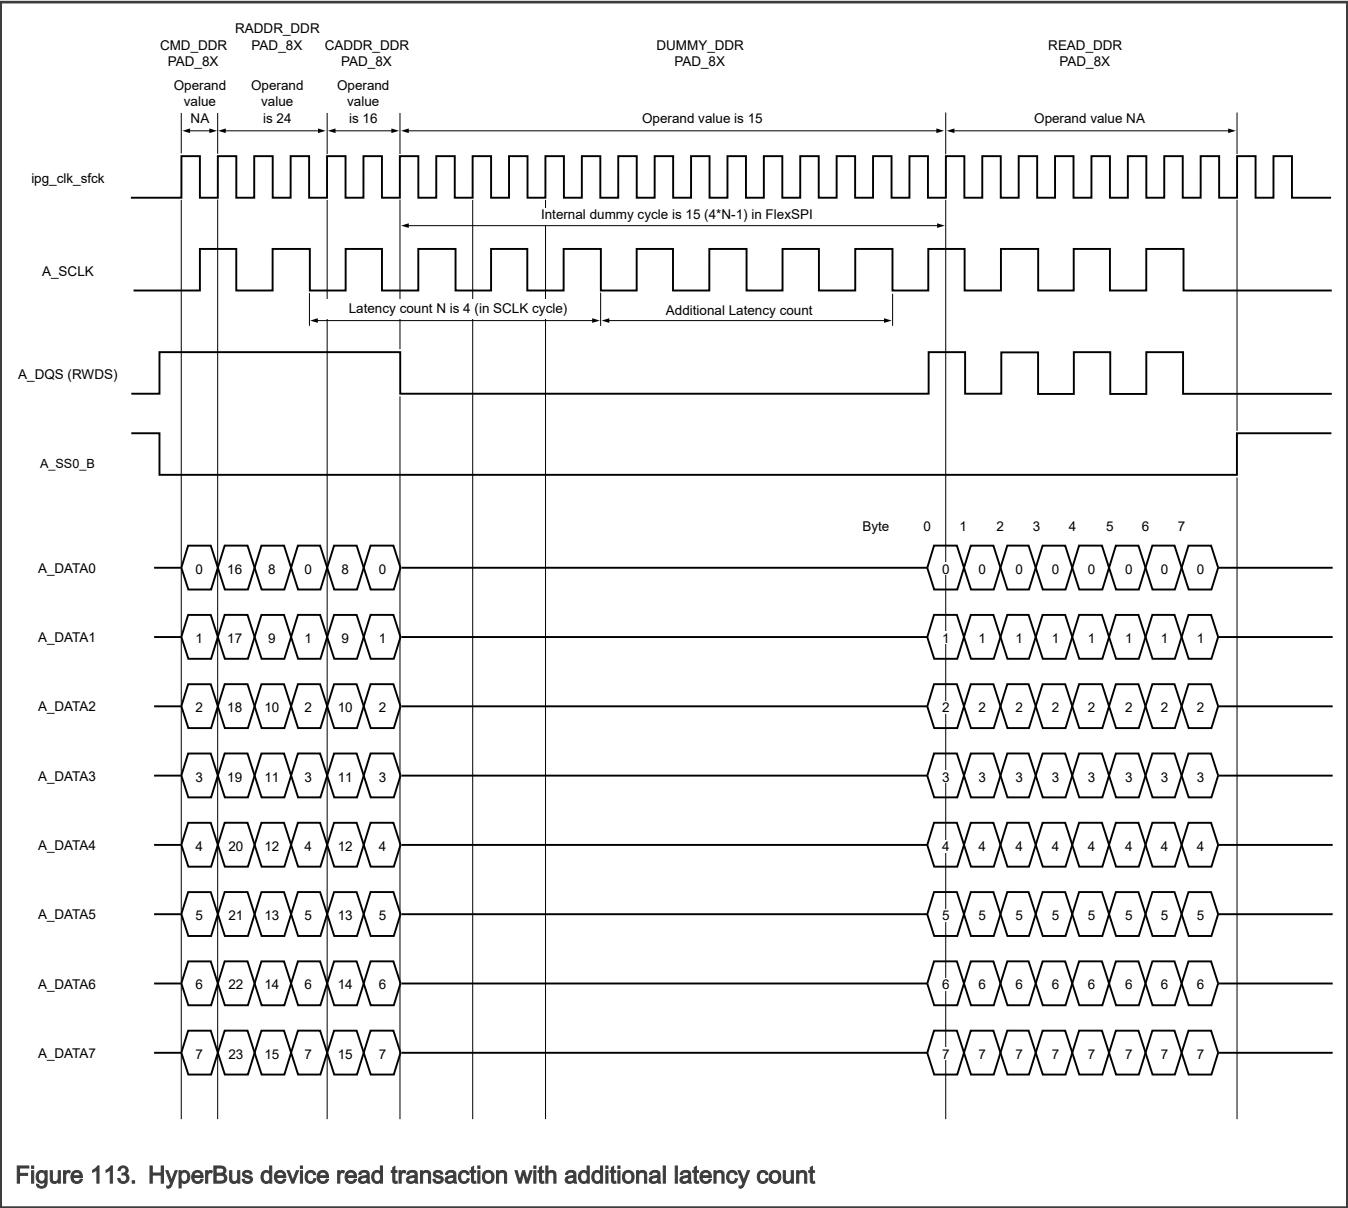 RADDR_DDR
CMD_DDR PAD_8X CADDR_DDR DUMMY_DDR READ_DDR
PAD_8X PAD_8X PAD_8X PAD_8X
Operand Operand Operand
value value value
NA is 24 is 16 Operand value is 15 Operand value NA
ipg_clk_sfck
Internal dummy cycle is 15 (4*N-1) in FlexSPI
A_SCLK
Latency count N is 4 (in SCLK cycle) Additional Latency count
A_DQS (RWDS)
A_SS0_B
Byte 0 1 2 3 4 5 6 7
A_DATA0 0 16 8 0 8 0 0 0 0 0 0 0 0 0
A_DATA1 1 17 9 1 9 1 1 1 1 1 1 1 1 1
A_DATA2 2 18 10 2 10 2 2 2 2 2 2 2 2 2
A_DATA3 3 19 11 3 11 3 3 3 3 3 3 3 3 3
A_DATA4 4 20 12 4 12 4 4 4 4 4 4 4 4 4
A_DATA5 5 21 13 5 13 5 5 5 5 5 5 5 5 5
A_DATA6 6 22 14 6 14 6 6 6 6 6 6 6 6 6
A_DATA7 7 23 15 7 15 7 7 7 7 7 7 7 7 7
Figure 113. HyperBus device read transaction with additional latency count